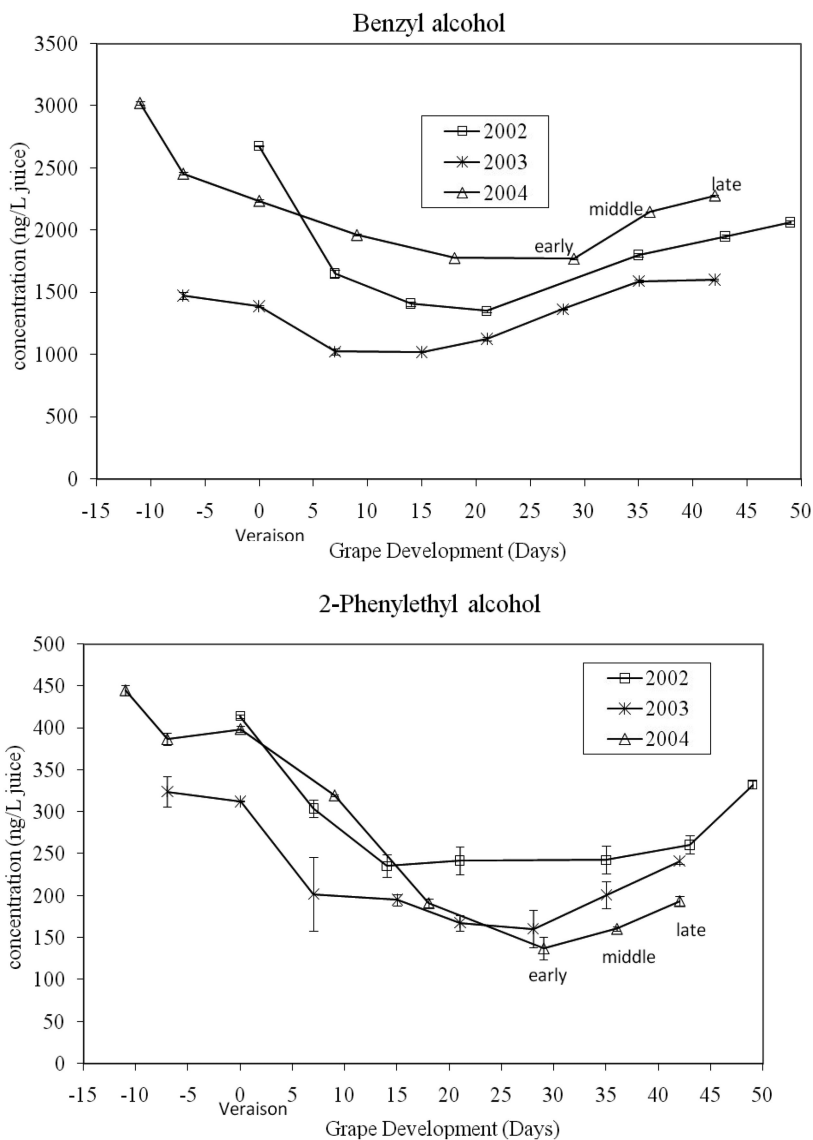 Benzyl alcohol
3500
3000
2500
2000
1500
1000
500
0
concentration (ng/L juice)
2002
2003
2004
early
middle
late
-15 -10 -5 0 5 10 15 20 25 30 35 40 45 50
Veraison
Grape Development (Days)
2-Phenylethyl alcohol
500
450
400
350
300
250
200
150
100
50
0
concentration (ng/L juice)
2002
2003
2004
early
middle
late
-15 -10 -5 0 5 10 15 20 25 30 35 40 45 50
Veraison
Grape Development (Days)